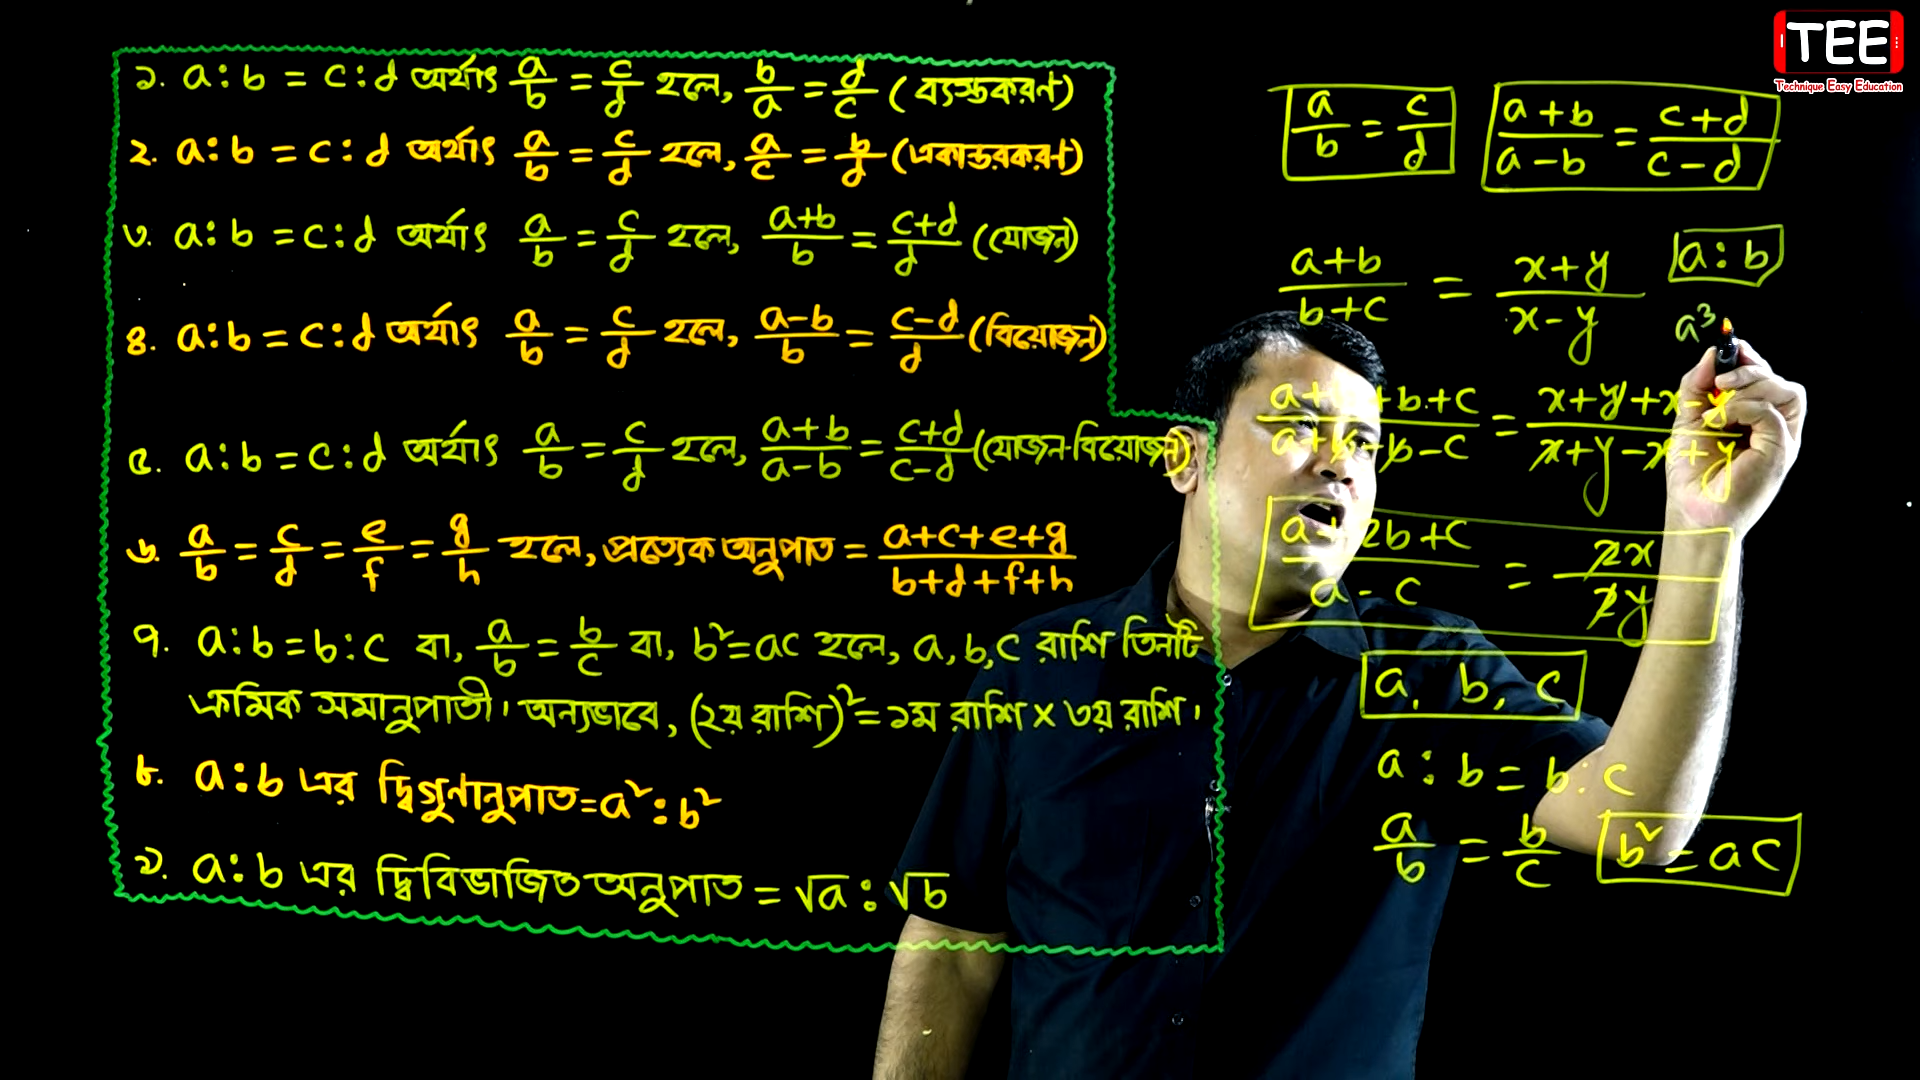 TEE
Technique Easy Education
১. a : b = c : d অর্থাৎ a/b = c/d হলে, b/a = d/c (ব্যস্তকরণ)
২. a : b = c : d অর্থাৎ a/b = c/d হলে, a/c = b/d (একান্তরকরণ)
৩. a : b = c : d অর্থাৎ a/b = c/d হলে, (a+b)/b = (c+d)/d (যোজন)
৪. a : b = c : d অর্থাৎ a/b = c/d হলে, (a-b)/b = (c-d)/d (বিয়োজন)
৫. a : b = c : d অর্থাৎ a/b = c/d হলে, (a+b)/(a-b) = (c+d)/(c-d) (যোজন-বিয়োজন)
৬. a/b = c/d = e/f = g/h হলে, প্রত্যেক অনুপাত = (a+c+e+g)/(b+d+f+h)
৭. a : b = b : c বা, a/b = b/c বা, b² = ac হলে, a, b, c রাশি তিনটি
ক্রমিক সমানুপাতী। অন্যভাবে, (২য় রাশি)² = ১ম রাশি × ৩য় রাশি।
৮. a : b এর দ্বিগুণানুপাত = a² : b²
৯. a : b এর দ্বিবিভাজিত অনুপাত = √a : √b
a/b = c/d
(a+b)/(a-b) = (c+d)/(c-d)
(a+b)/(b+c) = (x+y)/(x-y)
a : b
a³
(a+b+b+c)/(a+b-b-c) = (x+y+x-y)/(x+y-x+y)
(a+2b+c)/(a-c) = 2x/2y
a, b, c
a : b = b : c
a/b = b/c
b² = ac